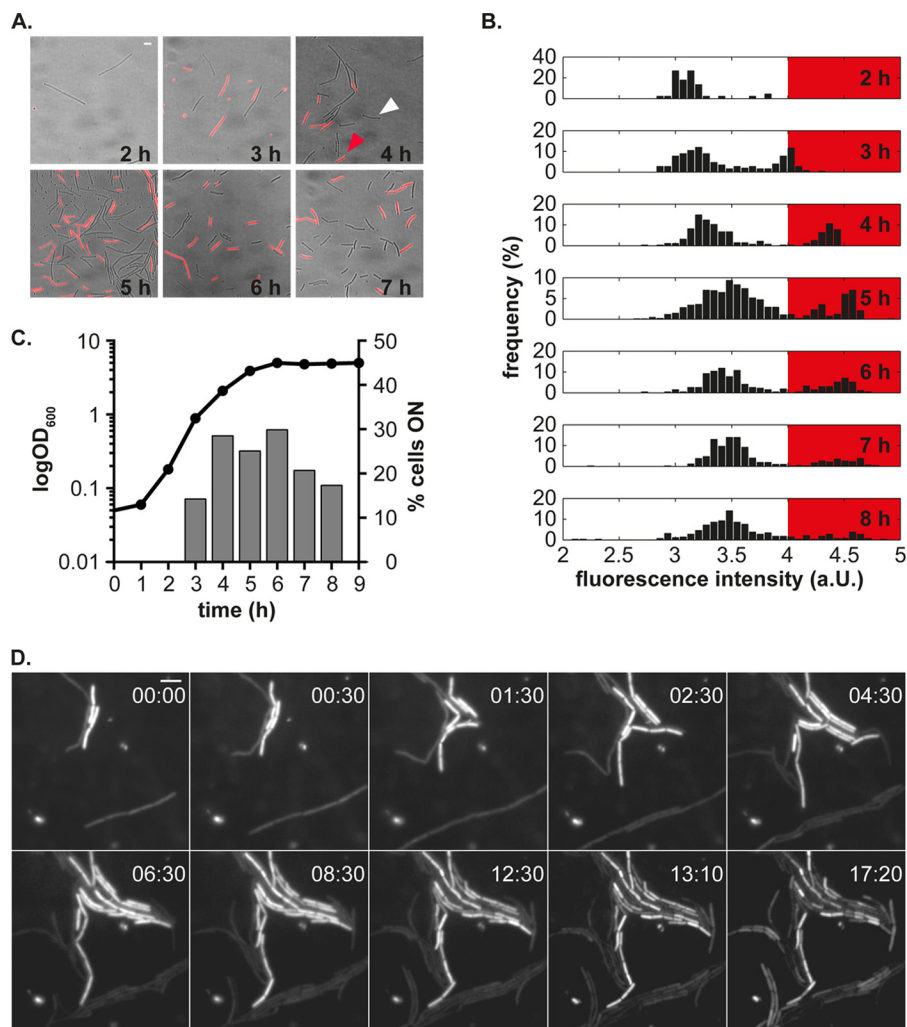 A.
2 h
3 h
4 h
5 h
6 h
7 h
B.
40
20
0
2 h
20
10
0
3 h
20
10
0
4 h
10
5
0
5 h
20
10
0
6 h
20
10
0
7 h
20
10
0
8 h
2
2.5
3
3.5
4
4.5
5
frequency (%)
fluorescence intensity (a.U.)
C.
10
1
0.1
0.01
logOD600
50
40
30
20
10
0
% cells ON
0 1 2 3 4 5 6 7 8 9
time (h)
D.
00:00
00:30
01:30
02:30
04:30
06:30
08:30
12:30
13:10
17:20